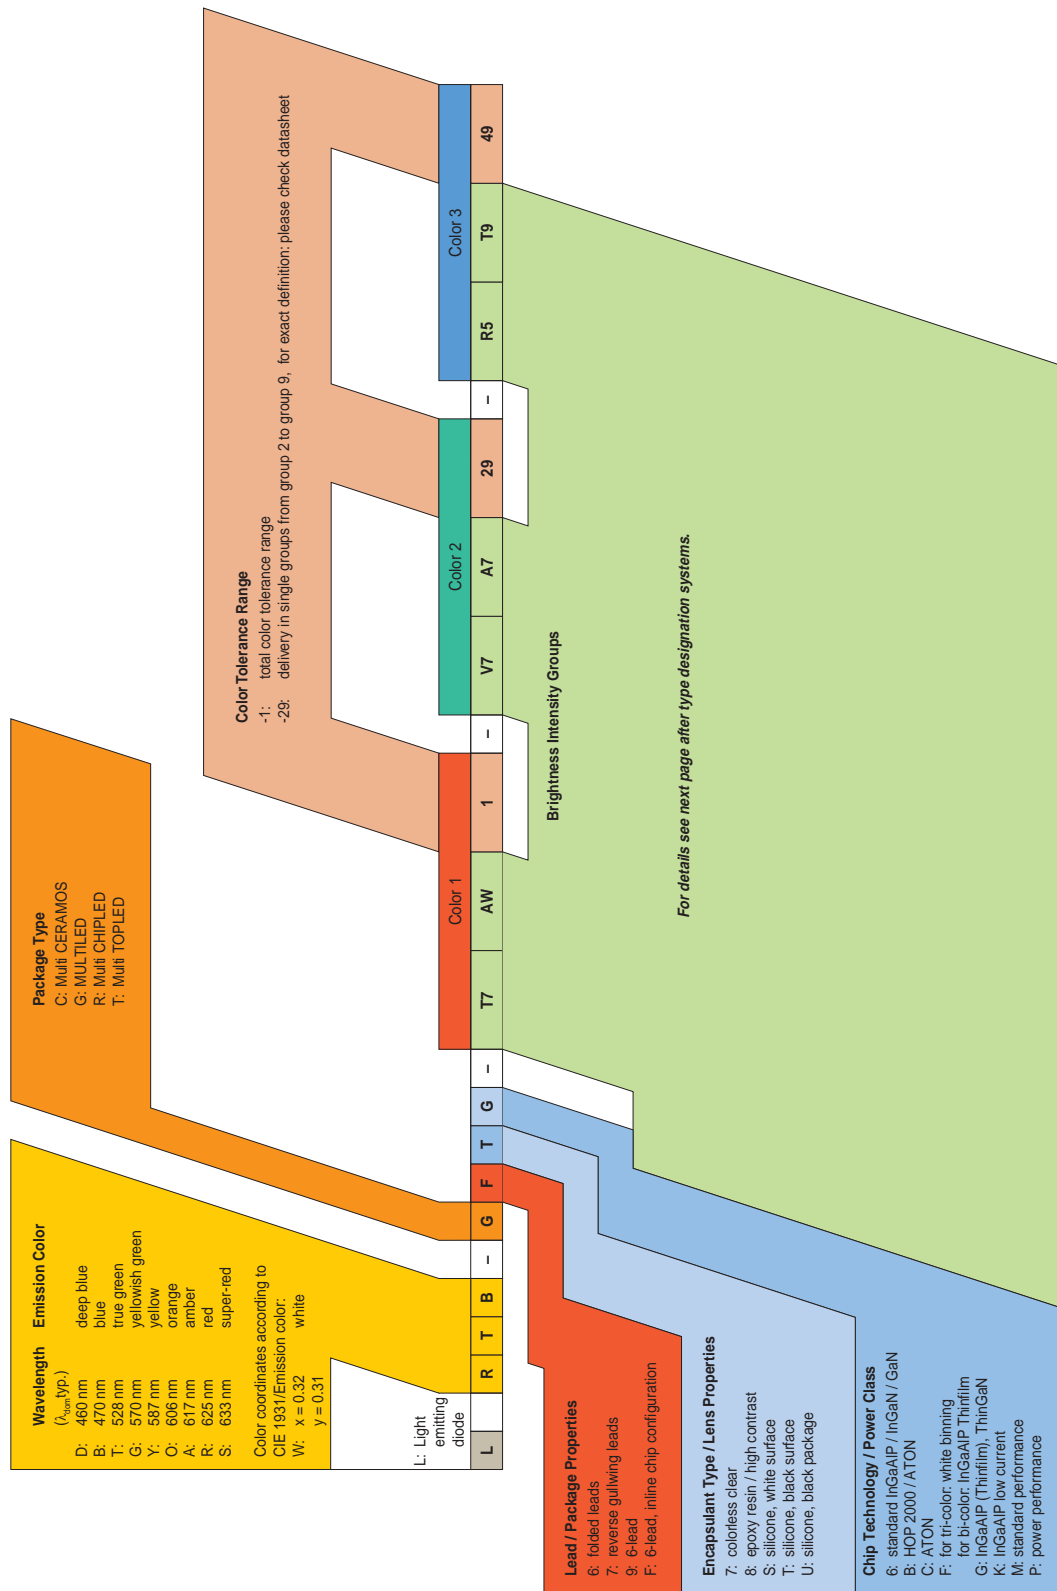 Wavelength Emission Color
(λdom typ.)
D: 460 nm deep blue
B: 470 nm blue
T: 528 nm true green
G: 570 nm yellowish green
Y: 587 nm yellow
O: 606 nm orange
A: 617 nm amber
R: 625 nm red
S: 633 nm super-red
Color coordinates according to
CIE 1931/Emission color:
W: x = 0.32 white
y = 0.31
Package Type
C: Multi CERAMOS
G: MULTILED
R: Multi CHIPLED
T: Multi TOPLED
Color Tolerance Range
-1: total color tolerance range
-29: delivery in single groups from group 2 to group 9, for exact definition: please check datasheet
L: Light
emitting
diode
Color 1 Color 2 Color 3
L R T B – G F T G – T7 AW 1 – V7 A7 29 – R5 T9 49
Brightness Intensity Groups
For details see next page after type designation systems.
Lead / Package Properties
6: folded leads
7: reverse gullwing leads
9: 6-lead
F: 6-lead, inline chip configuration
Encapsulant Type / Lens Properties
7: colorless clear
8: epoxy resin / high contrast
S: silicone, white surface
T: silicone, black surface
U: silicone, black package
Chip Technology / Power Class
6: standard InGaAlP / InGaN / GaN
B: HOP 2000 / ATON
C: ATON
F: for tri-color: white binning
for bi-color: InGaAlP Thinfilm
G: InGaAlP (Thinfilm), ThinGaN
K: InGaAlP low current
M: standard performance
P: power performance